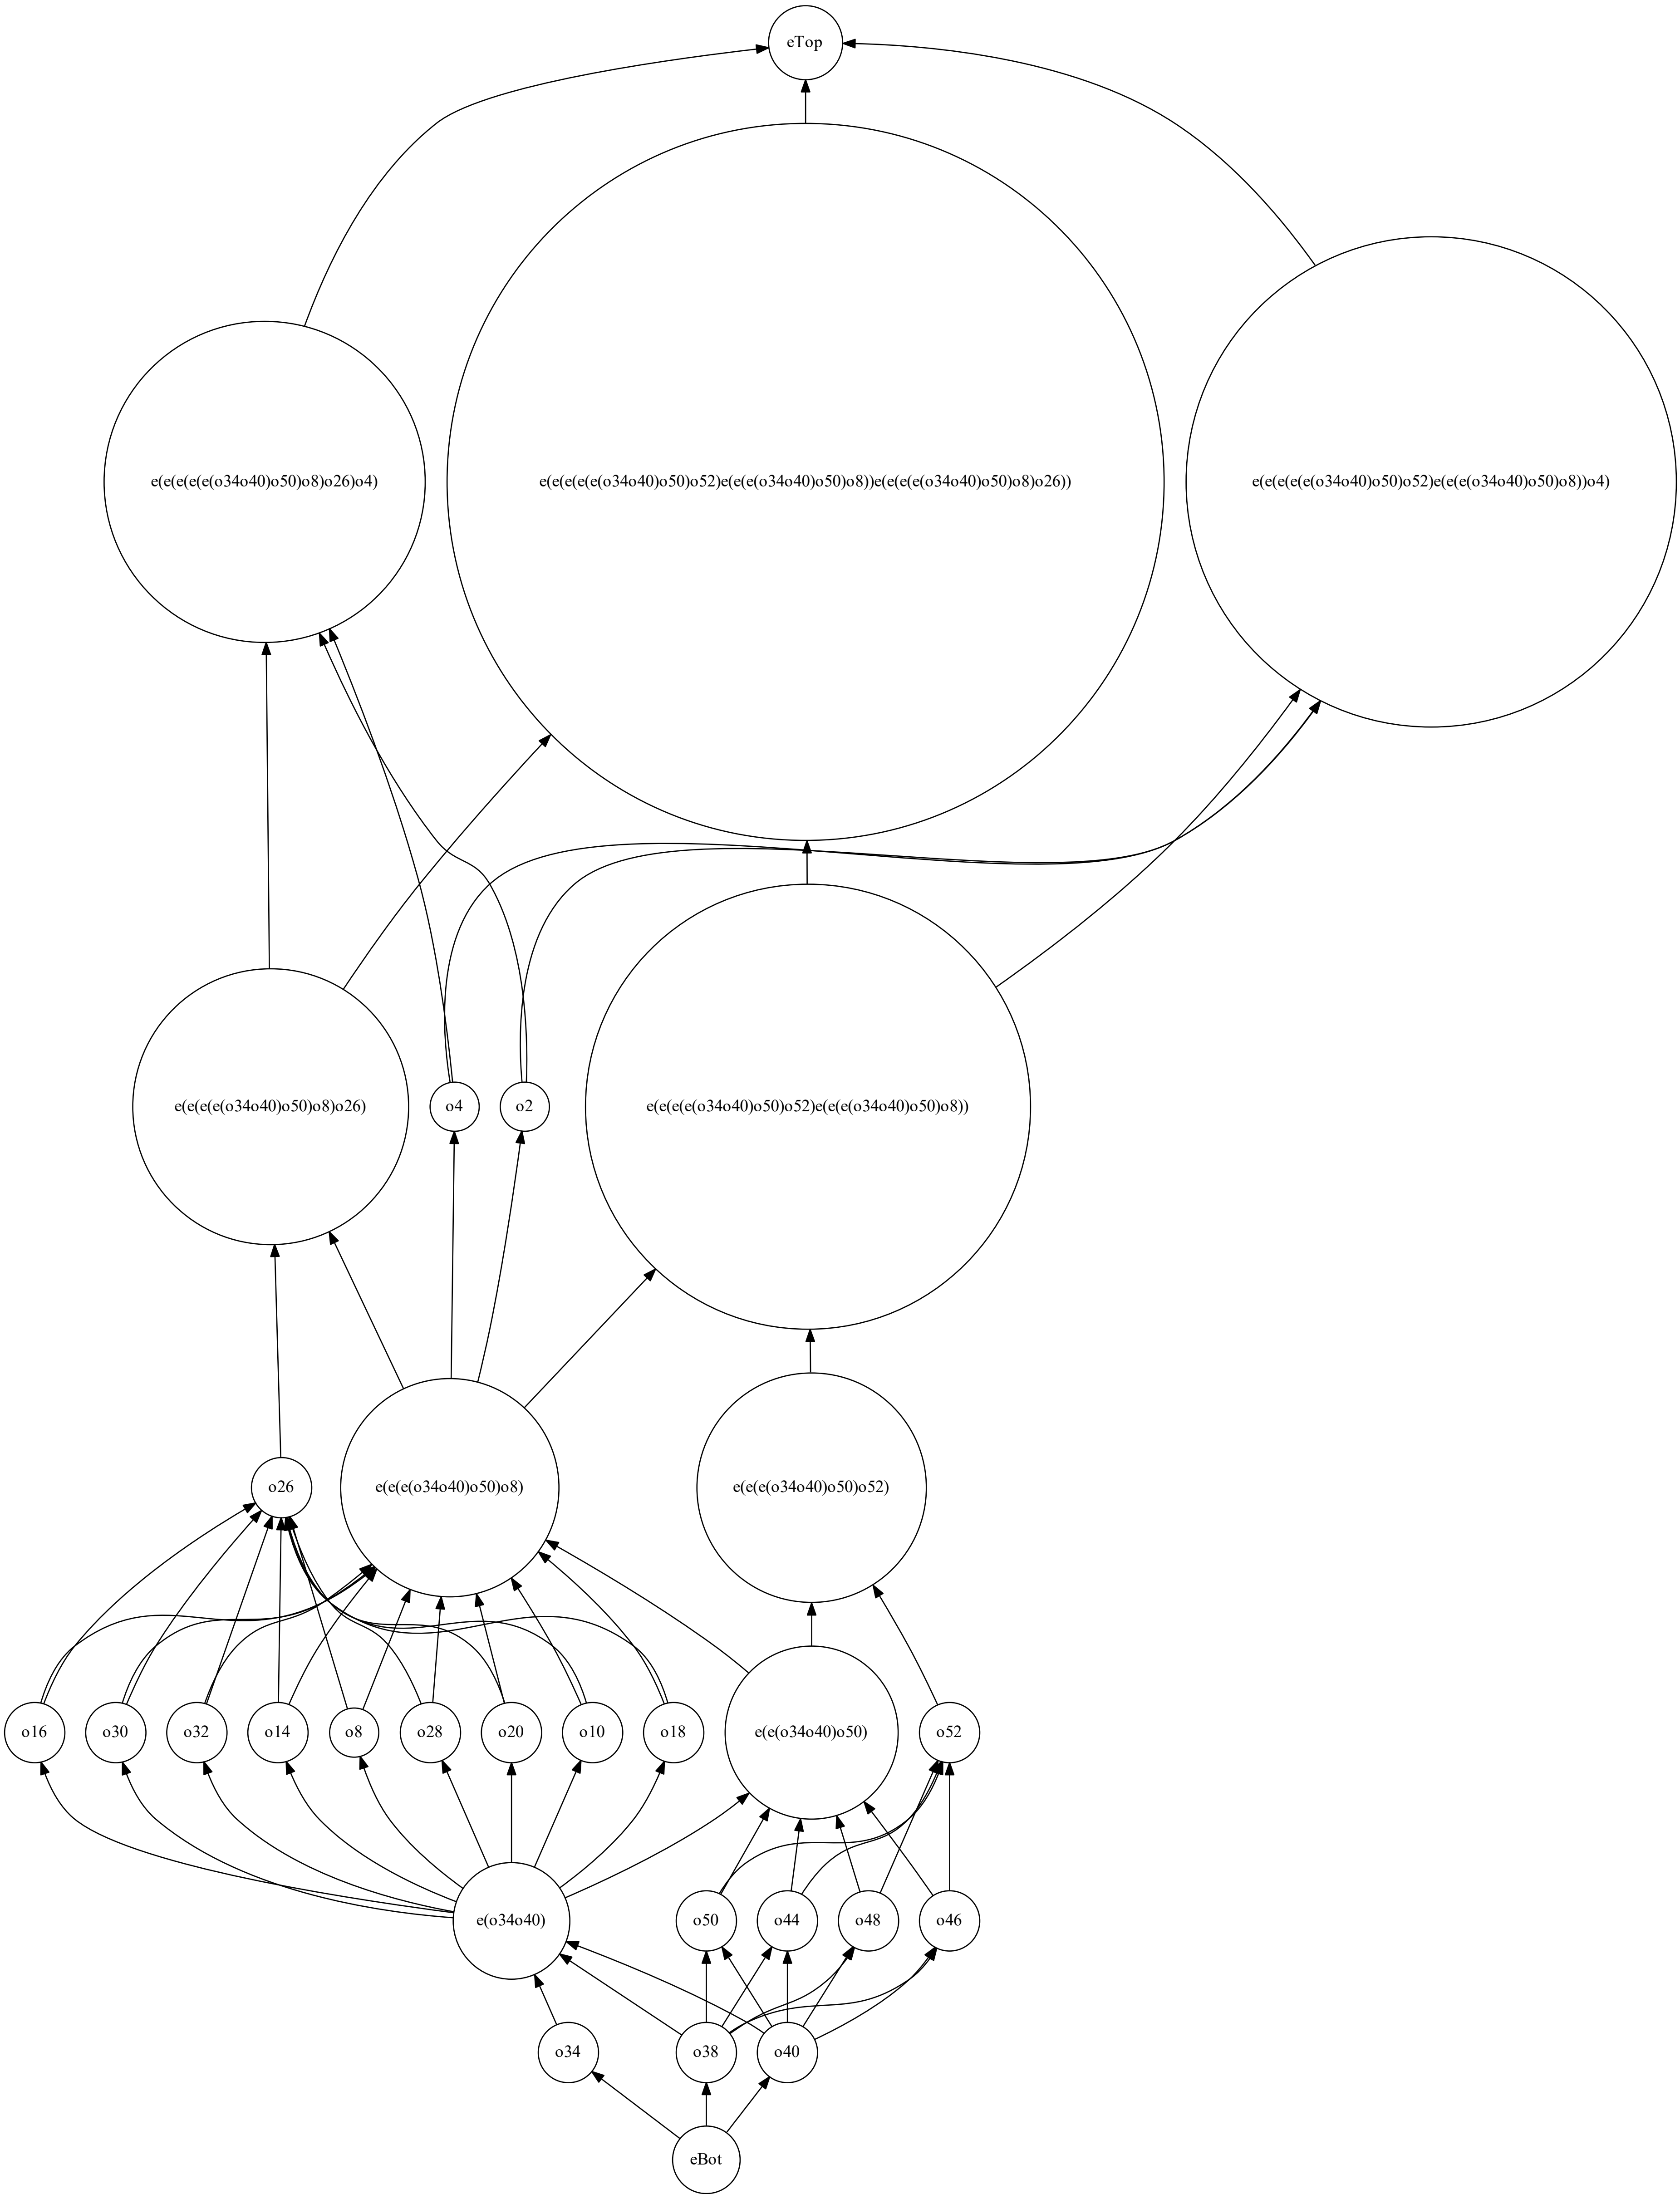 eTop
e(e(e(e(e(o34o40)o50)o8)o26)o4)
e(e(e(e(e(o34o40)o50)o52)e(e(e(o34o40)o50)o8))e(e(e(e(o34o40)o50)o8)o26))
e(e(e(e(e(o34o40)o50)o52)e(e(e(o34o40)o50)o8))o4)
e(e(e(e(o34o40)o50)o8)o26)
o4
o2
e(e(e(e(o34o40)o50)o52)e(e(e(o34o40)o50)o8))
o26
e(e(e(o34o40)o50)o8)
e(e(e(o34o40)o50)o52)
o16
o30
o32
o14
o8
o28
o20
o10
o18
e(e(o34o40)o50)
o52
e(o34o40)
o50
o44
o48
o46
o34
o38
o40
eBot